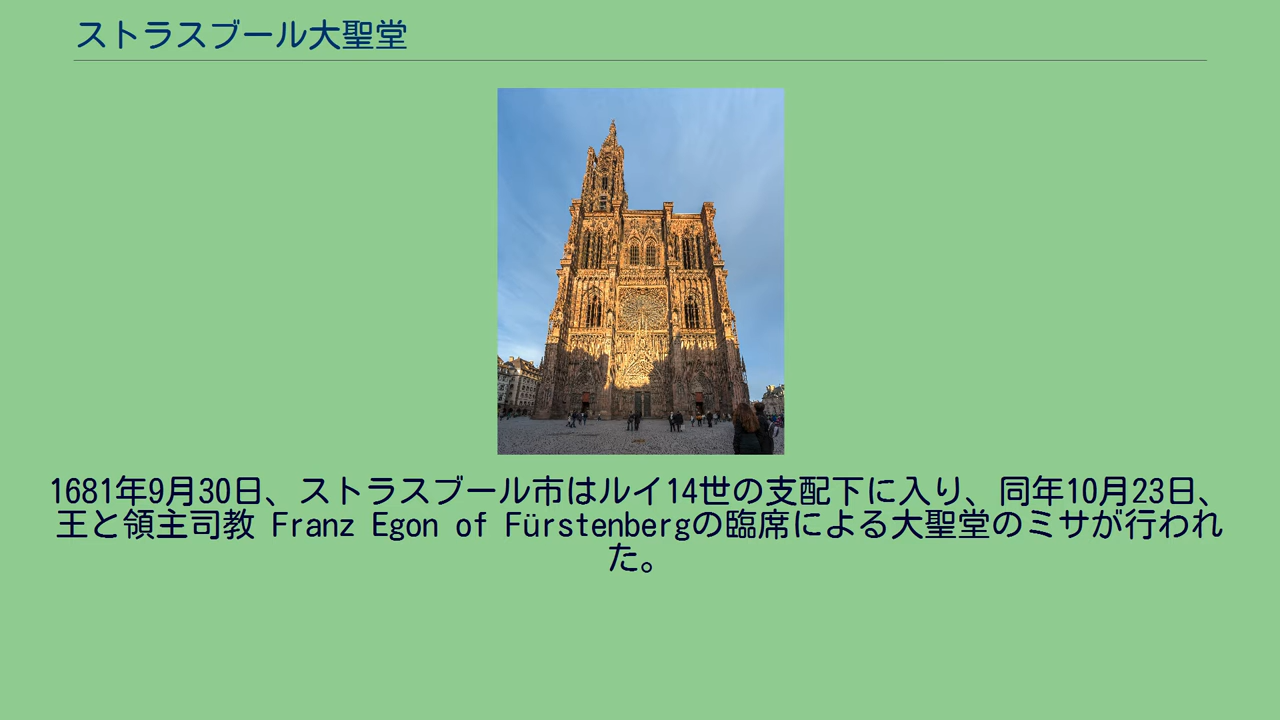 ストラスブール大聖堂
1681年9月30日、ストラスブール市はルイ14世の支配下に入り、同年10月23日、
王と領主司教 Franz Egon of Fürstenbergの臨席による大聖堂のミサが行われ
た。